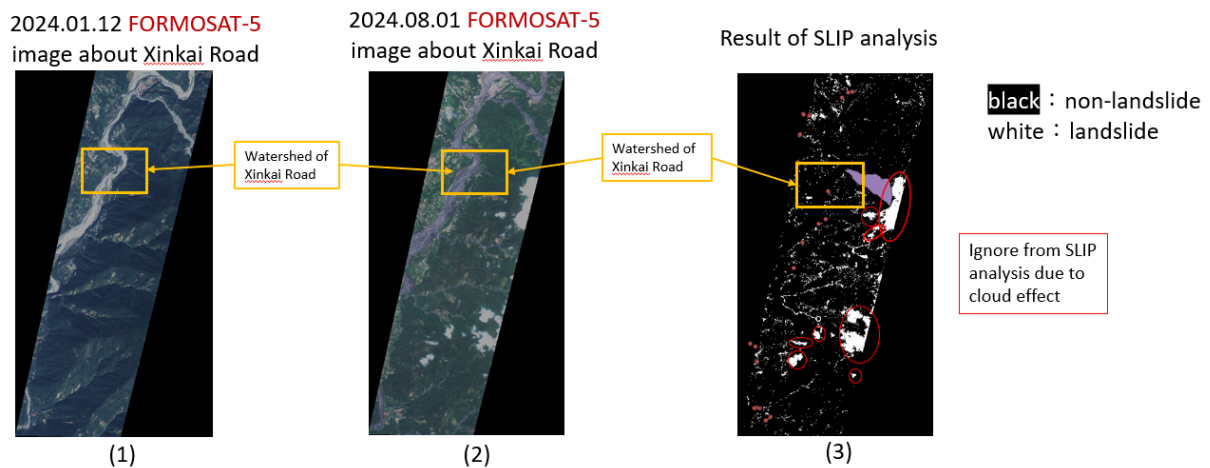 2024.01.12 FORMOSAT-5
image about Xinkai Road
2024.08.01 FORMOSAT-5
image about Xinkai Road
Result of SLIP analysis
black：non-landslide
white：landslide
Watershed of
Xinkai Road
Watershed of
Xinkai Road
Ignore from SLIP
analysis due to
cloud effect
(1)
(2)
(3)